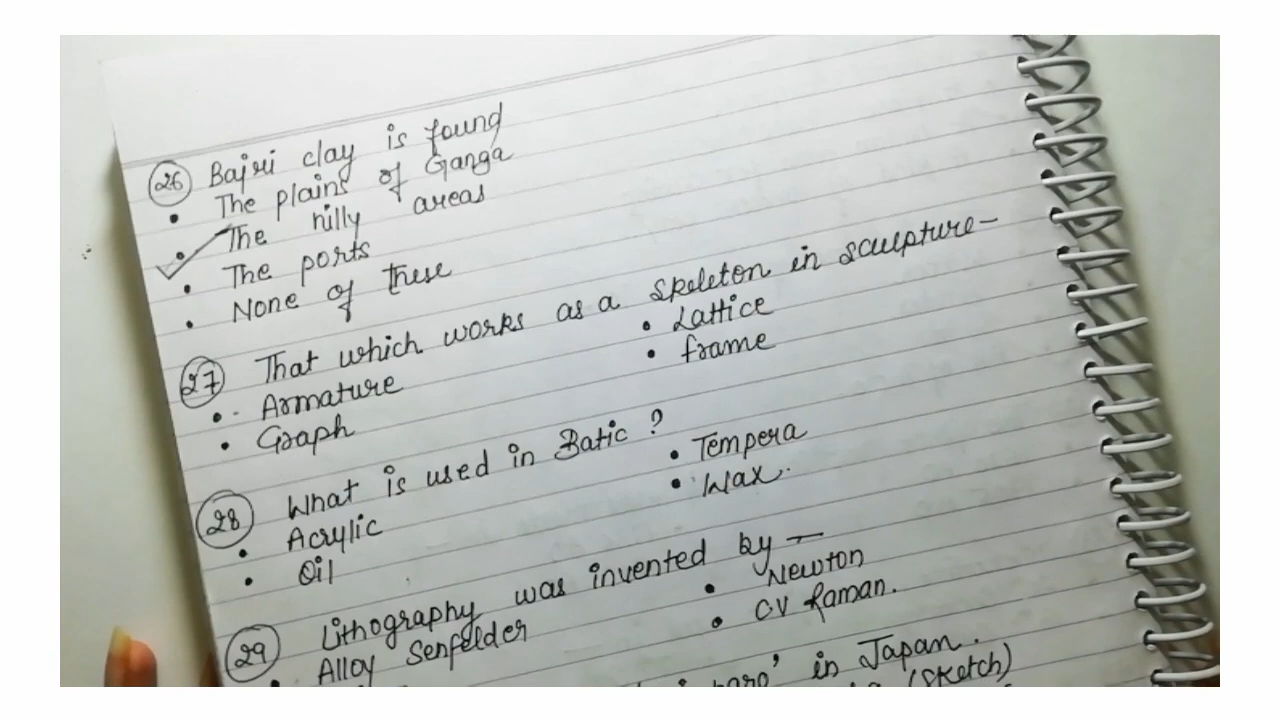 26 Bajri clay is found
• The plains of Ganga
• The hilly areas
• The ports
• None of these
27 That which works as a skeleton in sculpture-
• Armature
• Graph
• Lattice
• frame
28 What is used in Batic ?
• Acrylic
• Oil
• Tempera
• Wax.
29 Lithography was invented by —
• Alloy Senfelder
• Newton
• CV Raman.
in Japan.
(sketch)